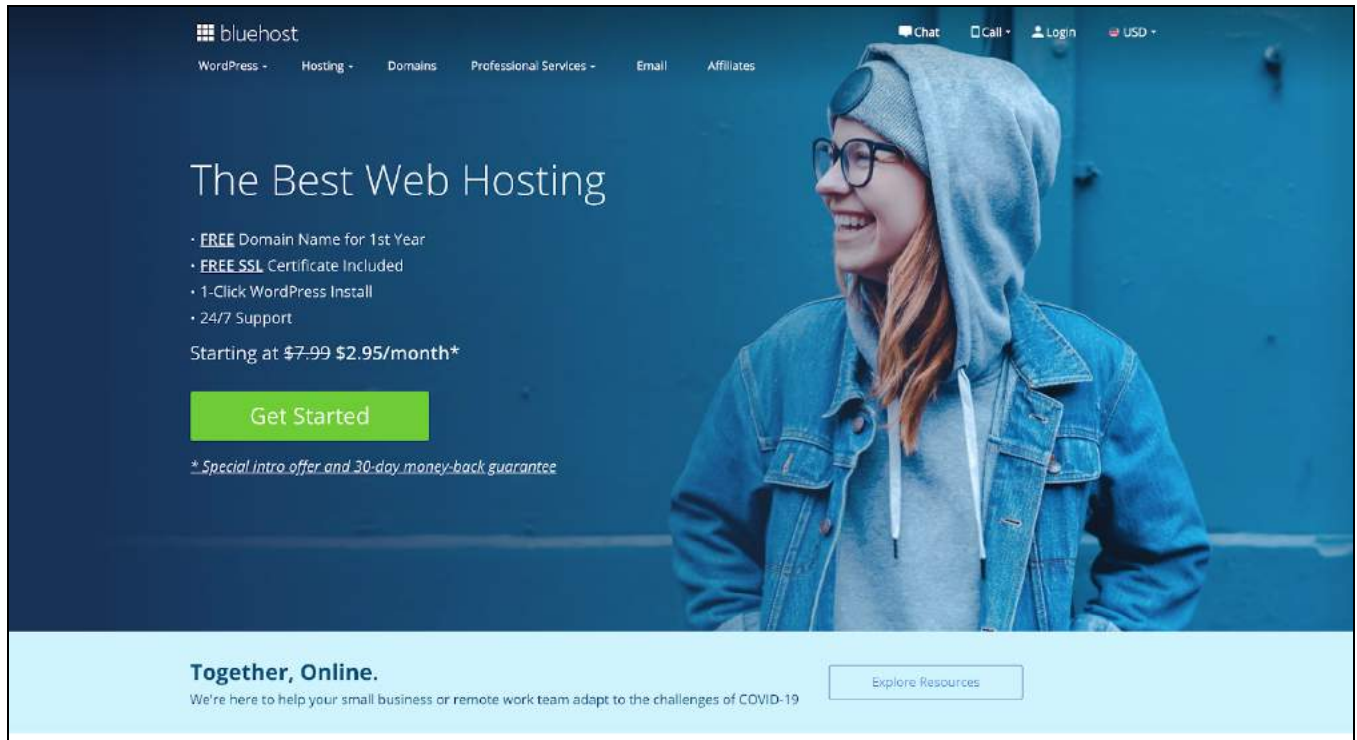 bluehost
Chat Call Login USD
WordPress Hosting Domains Professional Services Email Affiliates
The Best Web Hosting
· FREE Domain Name for 1st Year
· FREE SSL Certificate Included
· 1-Click WordPress Install
· 24/7 Support
Starting at $7.99 $2.95/month*
Get Started
* Special intro offer and 30-day money-back guarantee
Together, Online.
We're here to help your small business or remote work team adapt to the challenges of COVID-19
Explore Resources